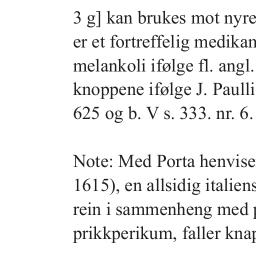 3 g] kan brukes mot nyre
er et fortreffelig medikan
melankoli ifølge fl. angl.
knoppene ifølge J. Paulli
625 og b. V s. 333. nr. 6.

Note: Med Porta henvise
1615), en allsidig italiens
rein i sammenheng med
prikkperikum, faller knap